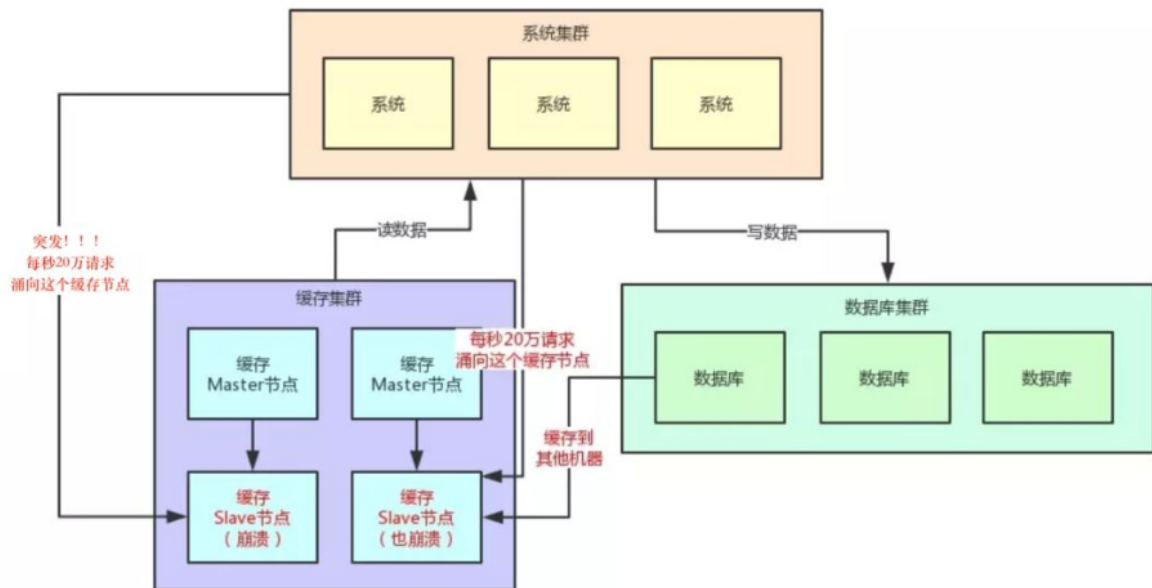 系统集群
系统
系统
系统
读数据
写数据
突发！！！
每秒20万请求
涌向这个缓存节点
缓存集群
缓存
Master节点
缓存
Master节点
每秒20万请求
涌向这个缓存节点
数据库集群
数据库
数据库
数据库
缓存到
其他机器
缓存
Slave节点
（崩溃）
缓存
Slave节点
（也崩溃）